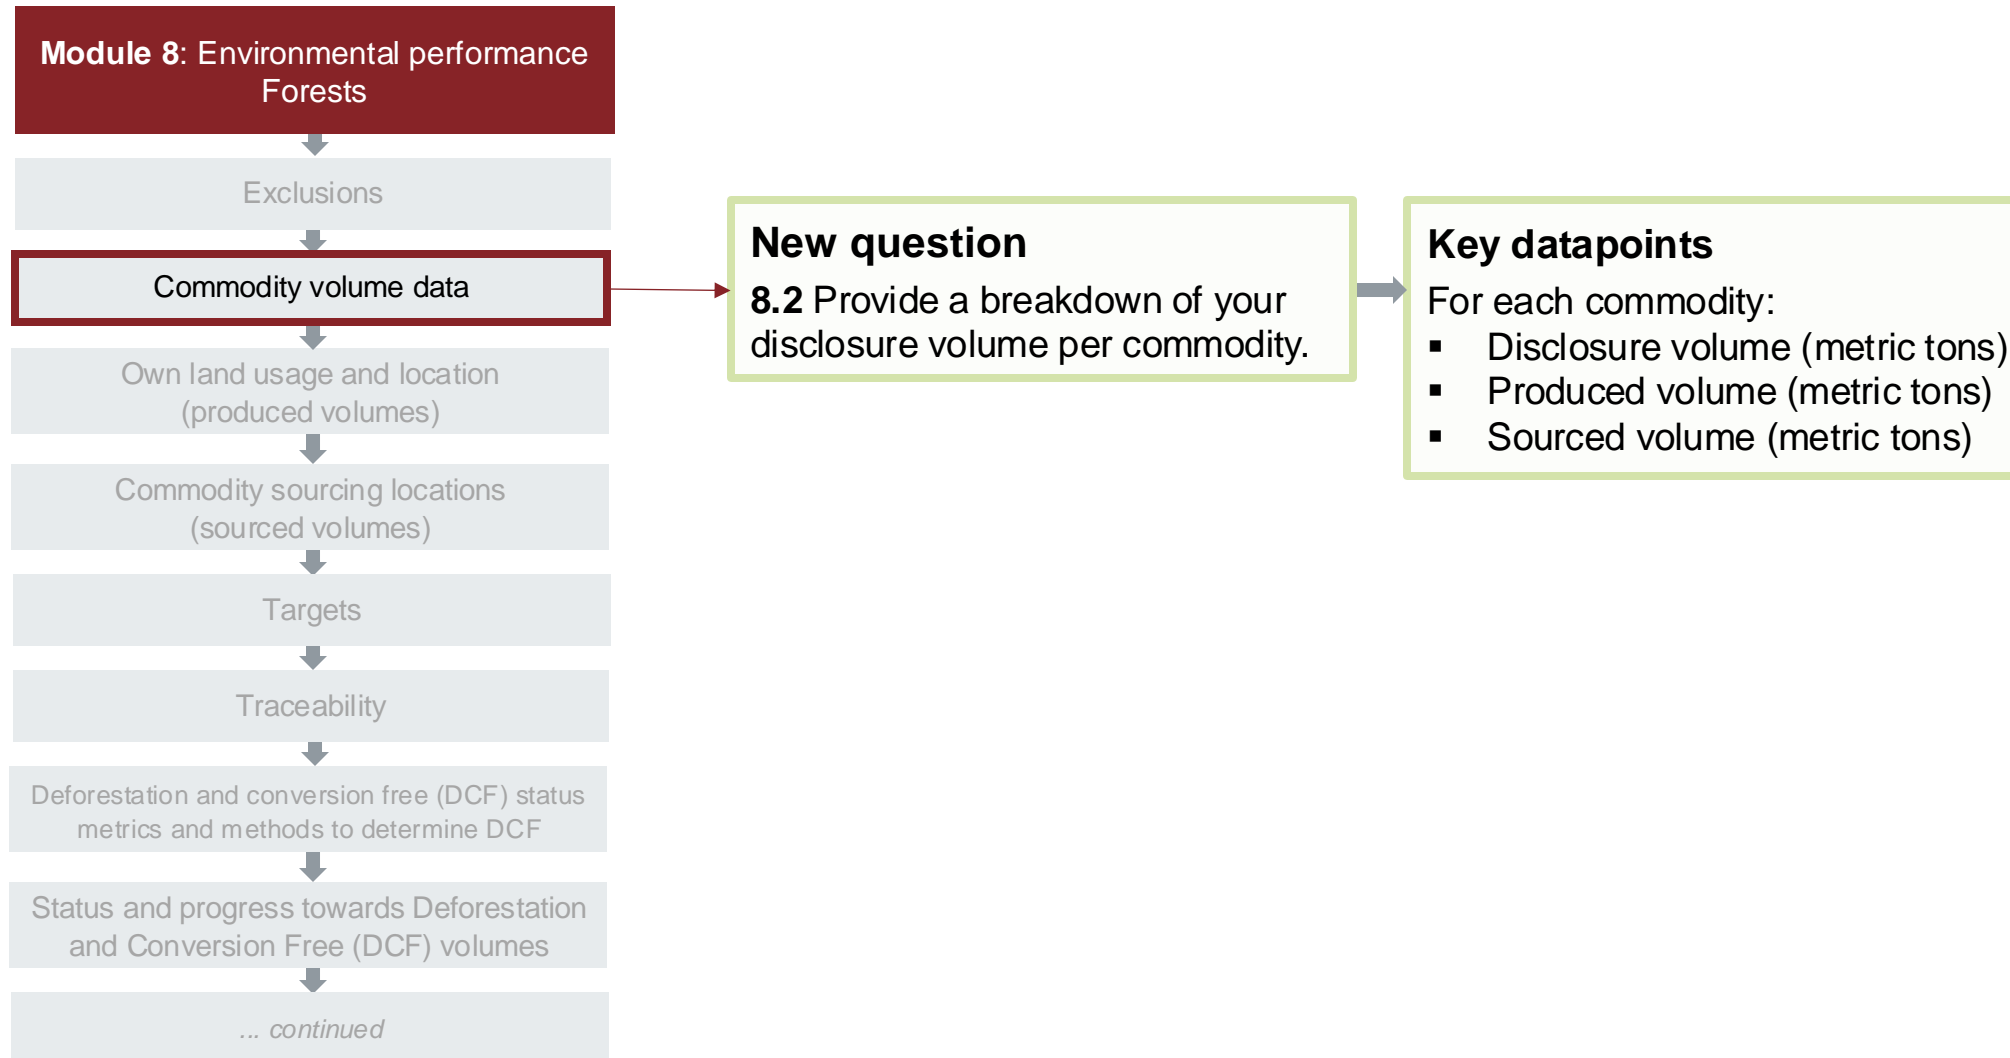 Module 8: Environmental performance
Forests
Exclusions
Commodity volume data
Own land usage and location
(produced volumes)
Commodity sourcing locations
(sourced volumes)
Targets
Traceability
Deforestation and conversion free (DCF) status
metrics and methods to determine DCF
Status and progress towards Deforestation
and Conversion Free (DCF) volumes
... continued
New question
8.2 Provide a breakdown of your
disclosure volume per commodity.
Key datapoints
For each commodity:
▪ Disclosure volume (metric tons)
▪ Produced volume (metric tons)
▪ Sourced volume (metric tons)